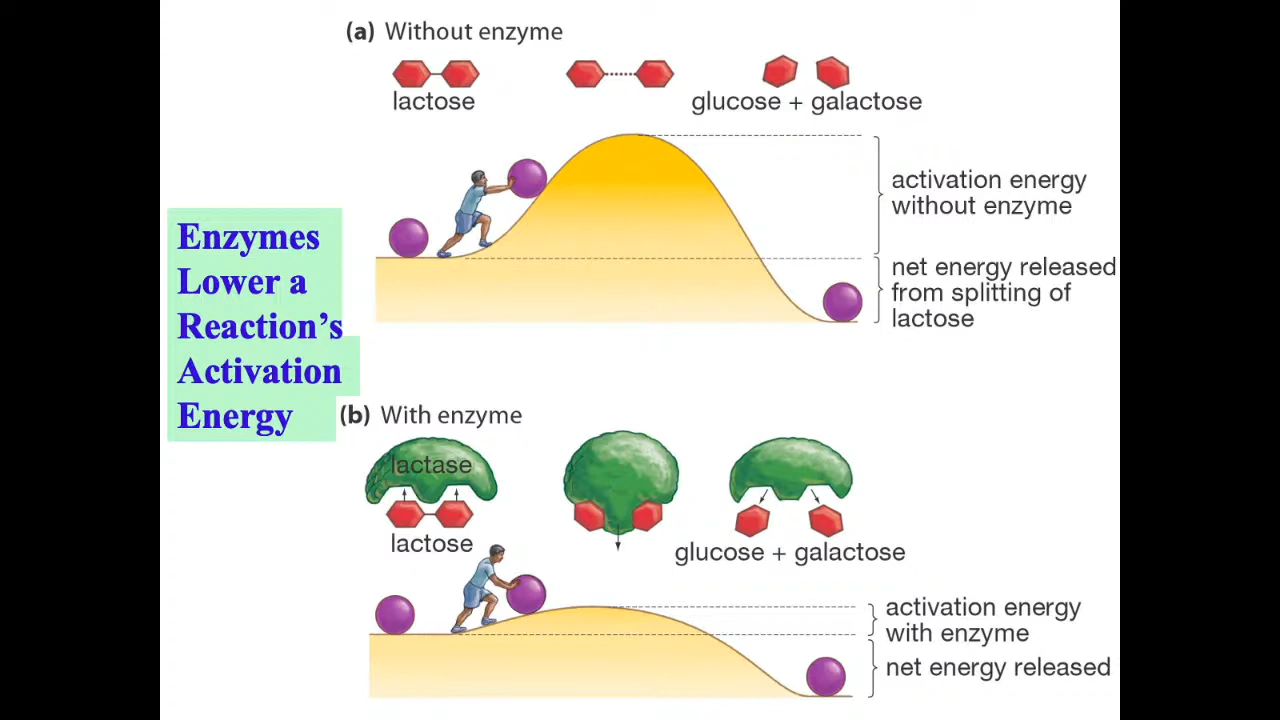 (a) Without enzyme
lactose
glucose + galactose
activation energy
without enzyme
net energy released
from splitting of
lactose
Enzymes
Lower a
Reaction’s
Activation
Energy
(b) With enzyme
lactase
lactose
glucose + galactose
activation energy
with enzyme
net energy released